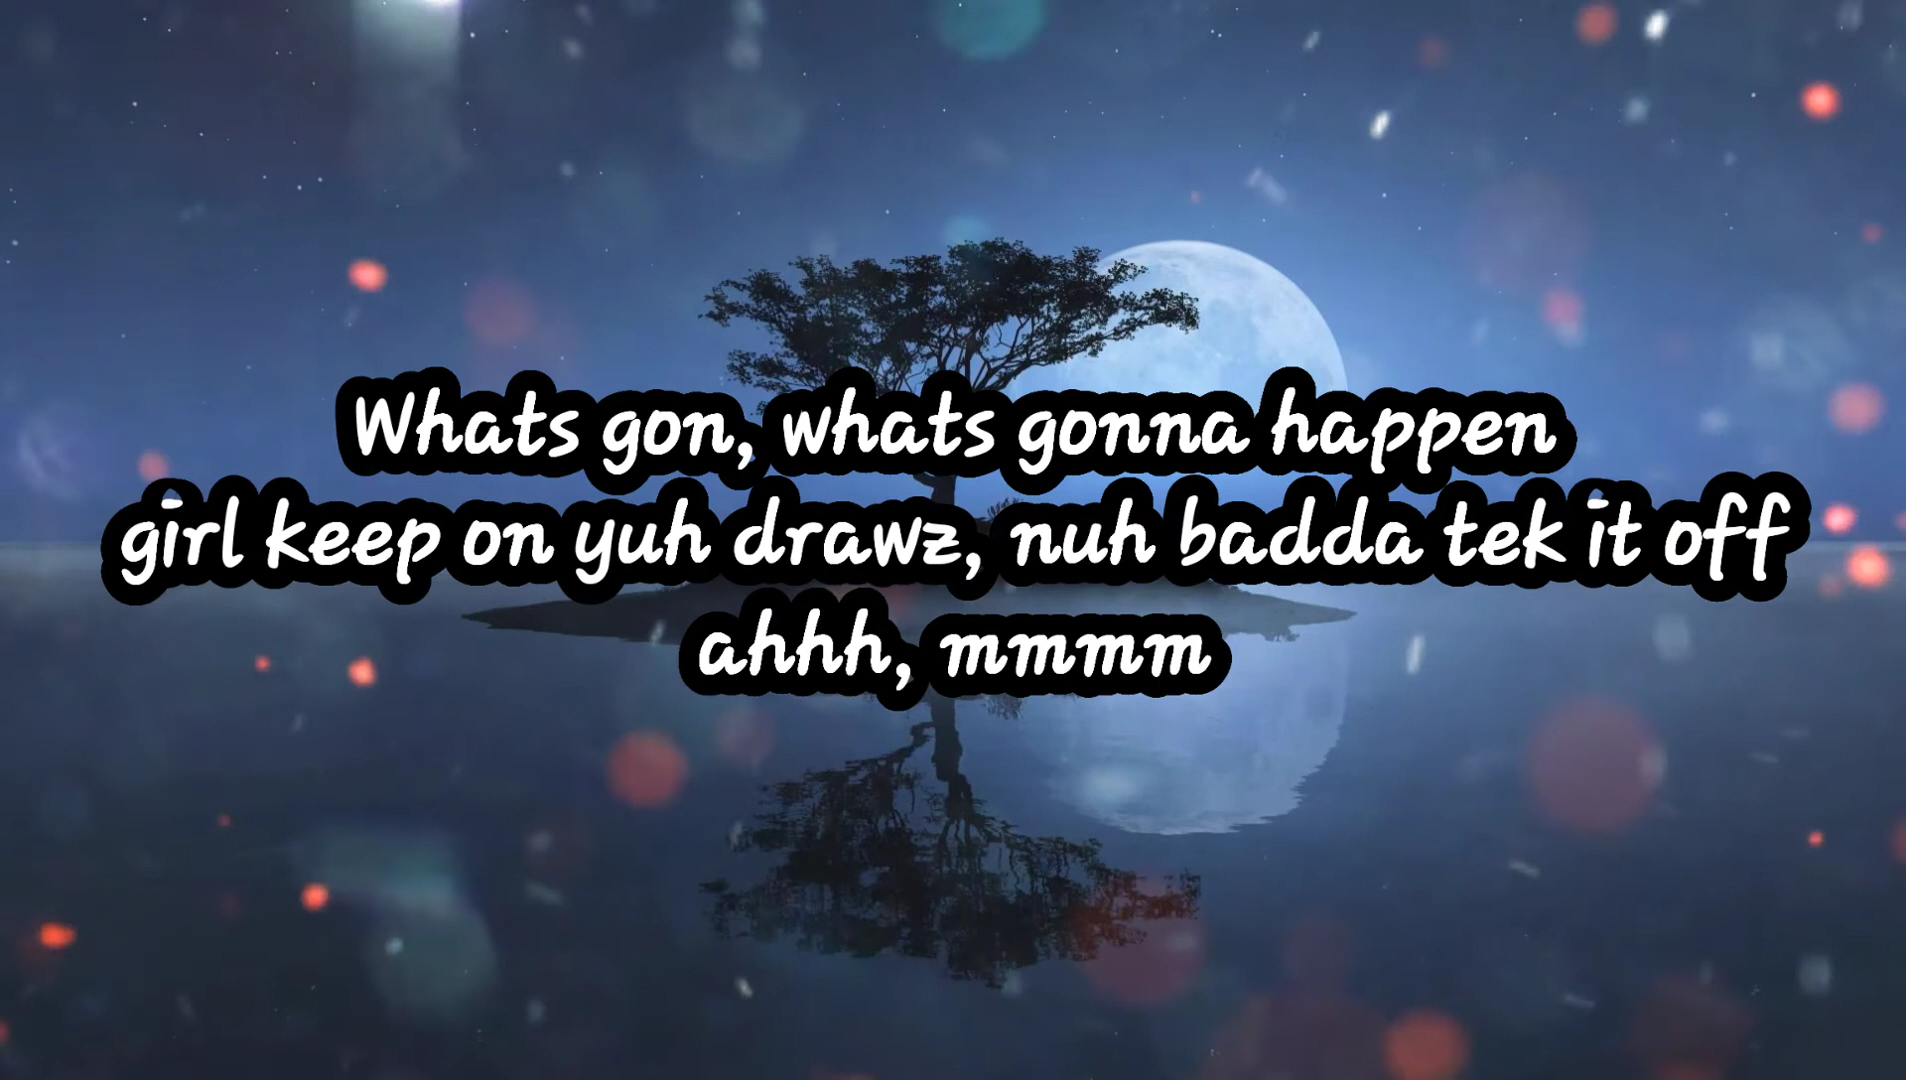 Whats gon, whats gonna happen
girl keep on yuh drawz, nuh badda tek it off
ahhh, mmmm